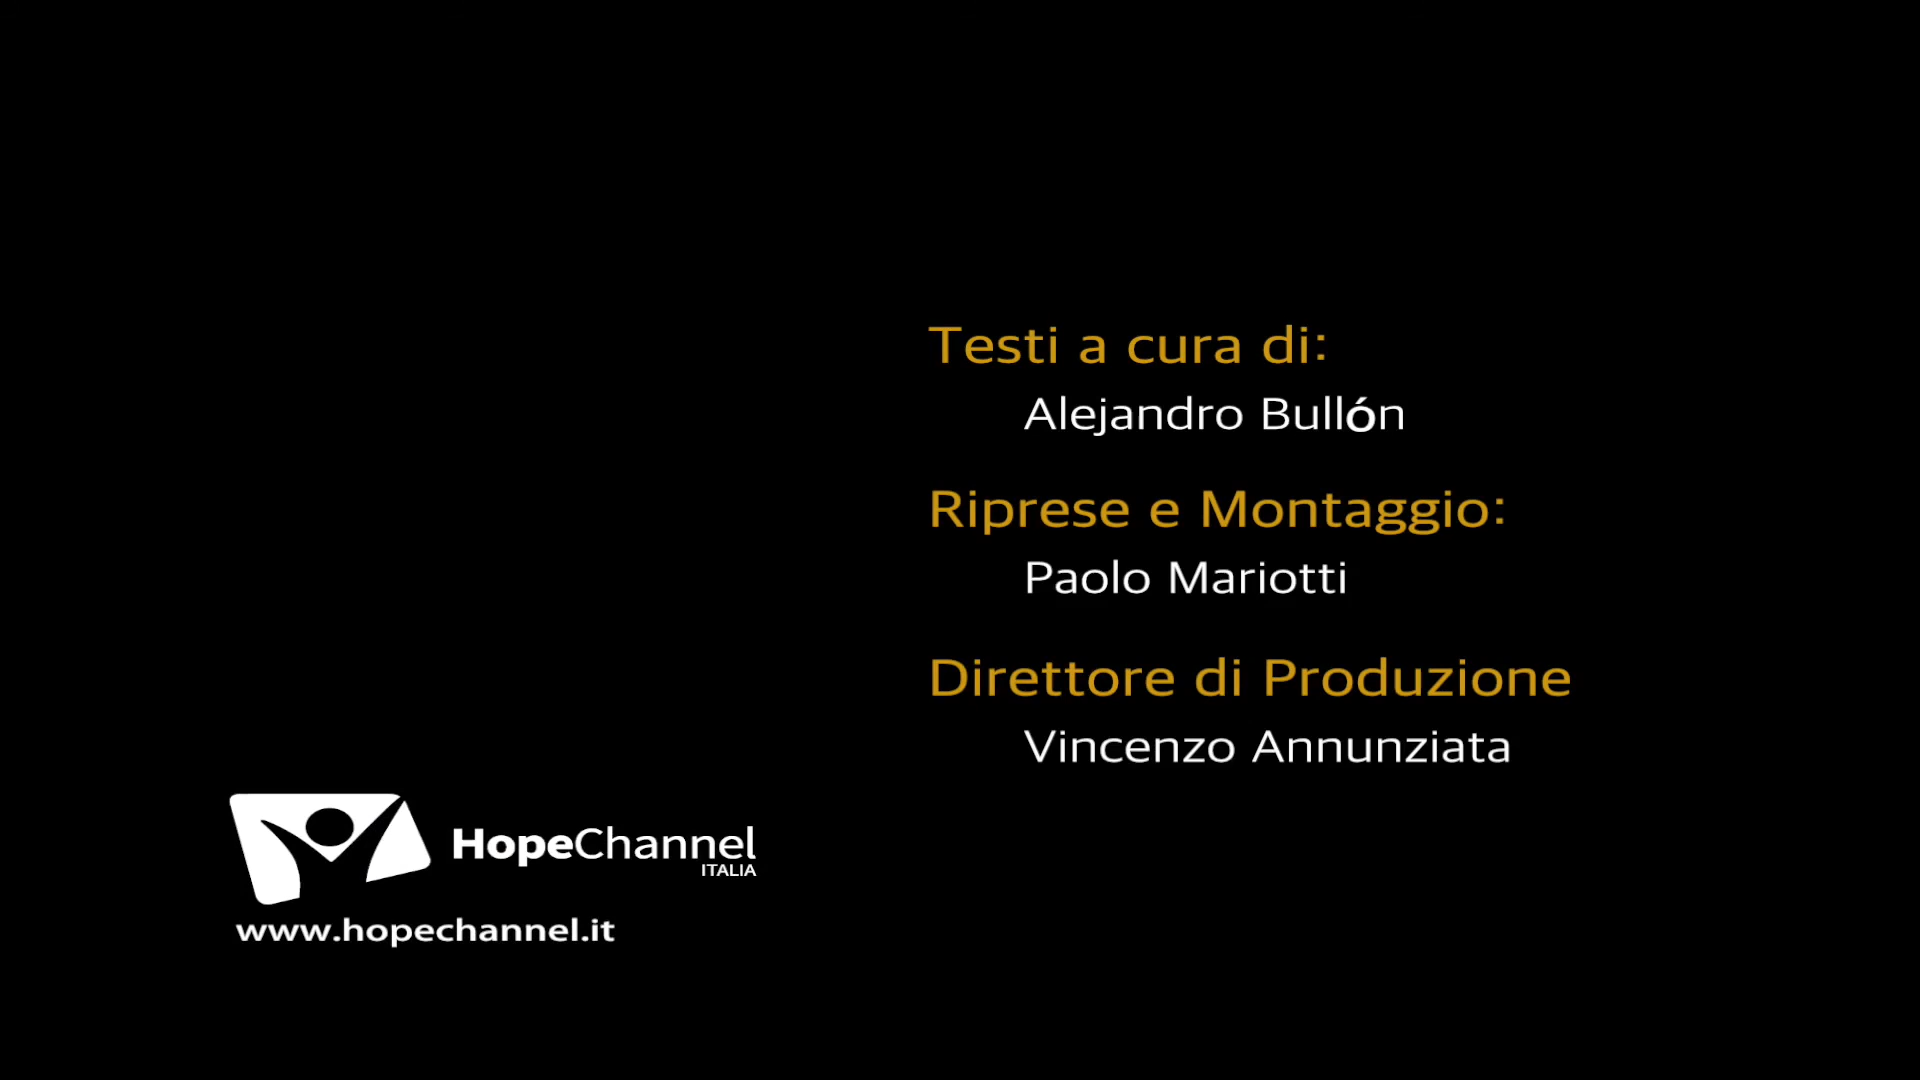 Testi a cura di:
Alejandro Bullón
Riprese e Montaggio:
Paolo Mariotti
Direttore di Produzione
Vincenzo Annunziata
HopeChannel
ITALIA
www.hopechannel.it